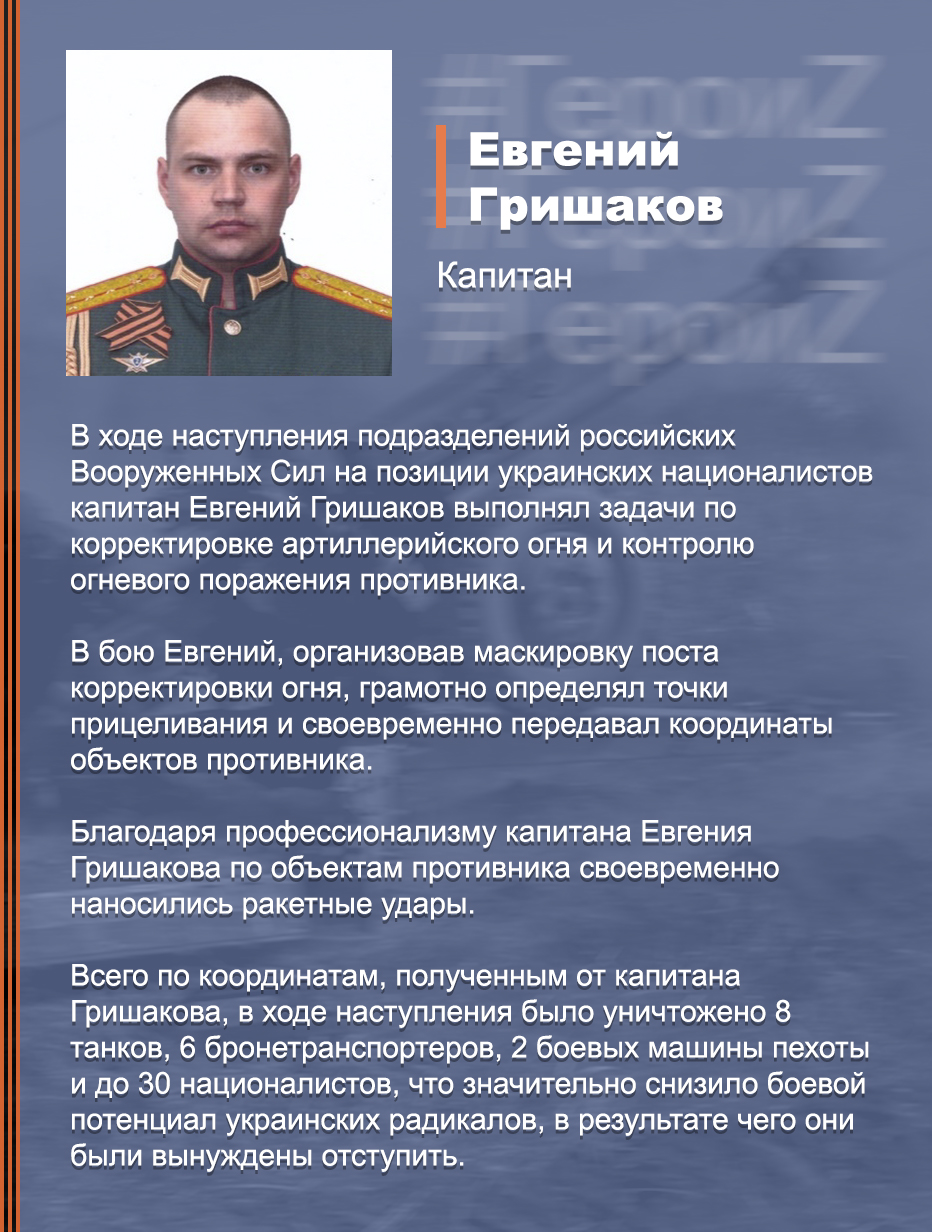 #ГероиZ
Евгений
#ГероиZ
Гришаков
Капитан
#ГероиZ
В ходе наступления подразделений российских
Вооруженных Сил на позиции украинских националистов
капитан Евгений Гришаков выполнял задачи по
корректировке артиллерийского огня и контролю
огневого поражения противника.
В бою Евгений, организовав маскировку поста
корректировки огня, грамотно определял точки
прицеливания и своевременно передавал координаты
объектов противника.
Благодаря профессионализму капитана Евгения
Гришакова по объектам противника своевременно
наносились ракетные удары.
Всего по координатам, полученным от капитана
Гришакова, в ходе наступления было уничтожено 8
танков, 6 бронетранспортеров, 2 боевых машины пехоты
и до 30 националистов, что значительно снизило боевой
потенциал украинских радикалов, в результате чего они
были вынуждены отступить.